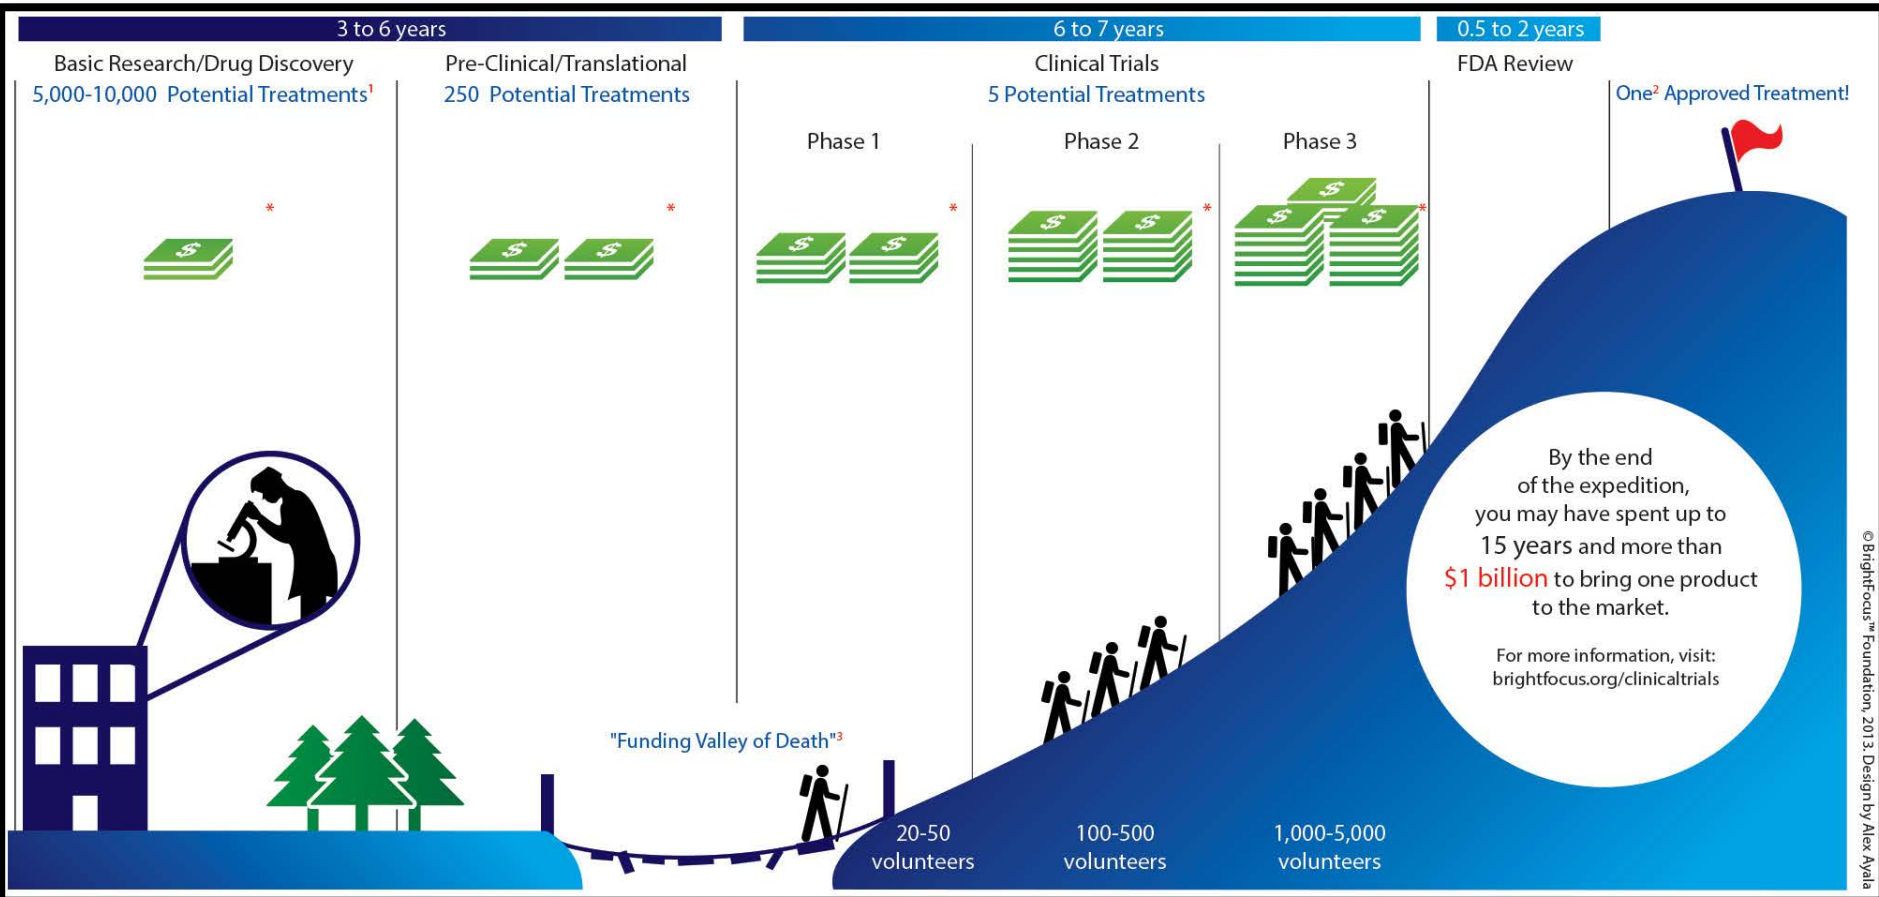 3 to 6 years
6 to 7 years
0.5 to 2 years
Basic Research/Drug Discovery
5,000-10,000 Potential Treatments¹
Pre-Clinical/Translational
250 Potential Treatments
Clinical Trials
5 Potential Treatments
FDA Review
One² Approved Treatment!
Phase 1
Phase 2
Phase 3
*
*
*
*
*
$
$
$
$
$
$
$
$
$
$
"Funding Valley of Death"³
20-50
volunteers
100-500
volunteers
1,000-5,000
volunteers
By the end
of the expedition,
you may have spent up to
15 years and more than
$1 billion to bring one product
to the market.
For more information, visit:
brightfocus.org/clinicaltrials
© BrightFocus™ Foundation, 2013. Design by Alex Ayala